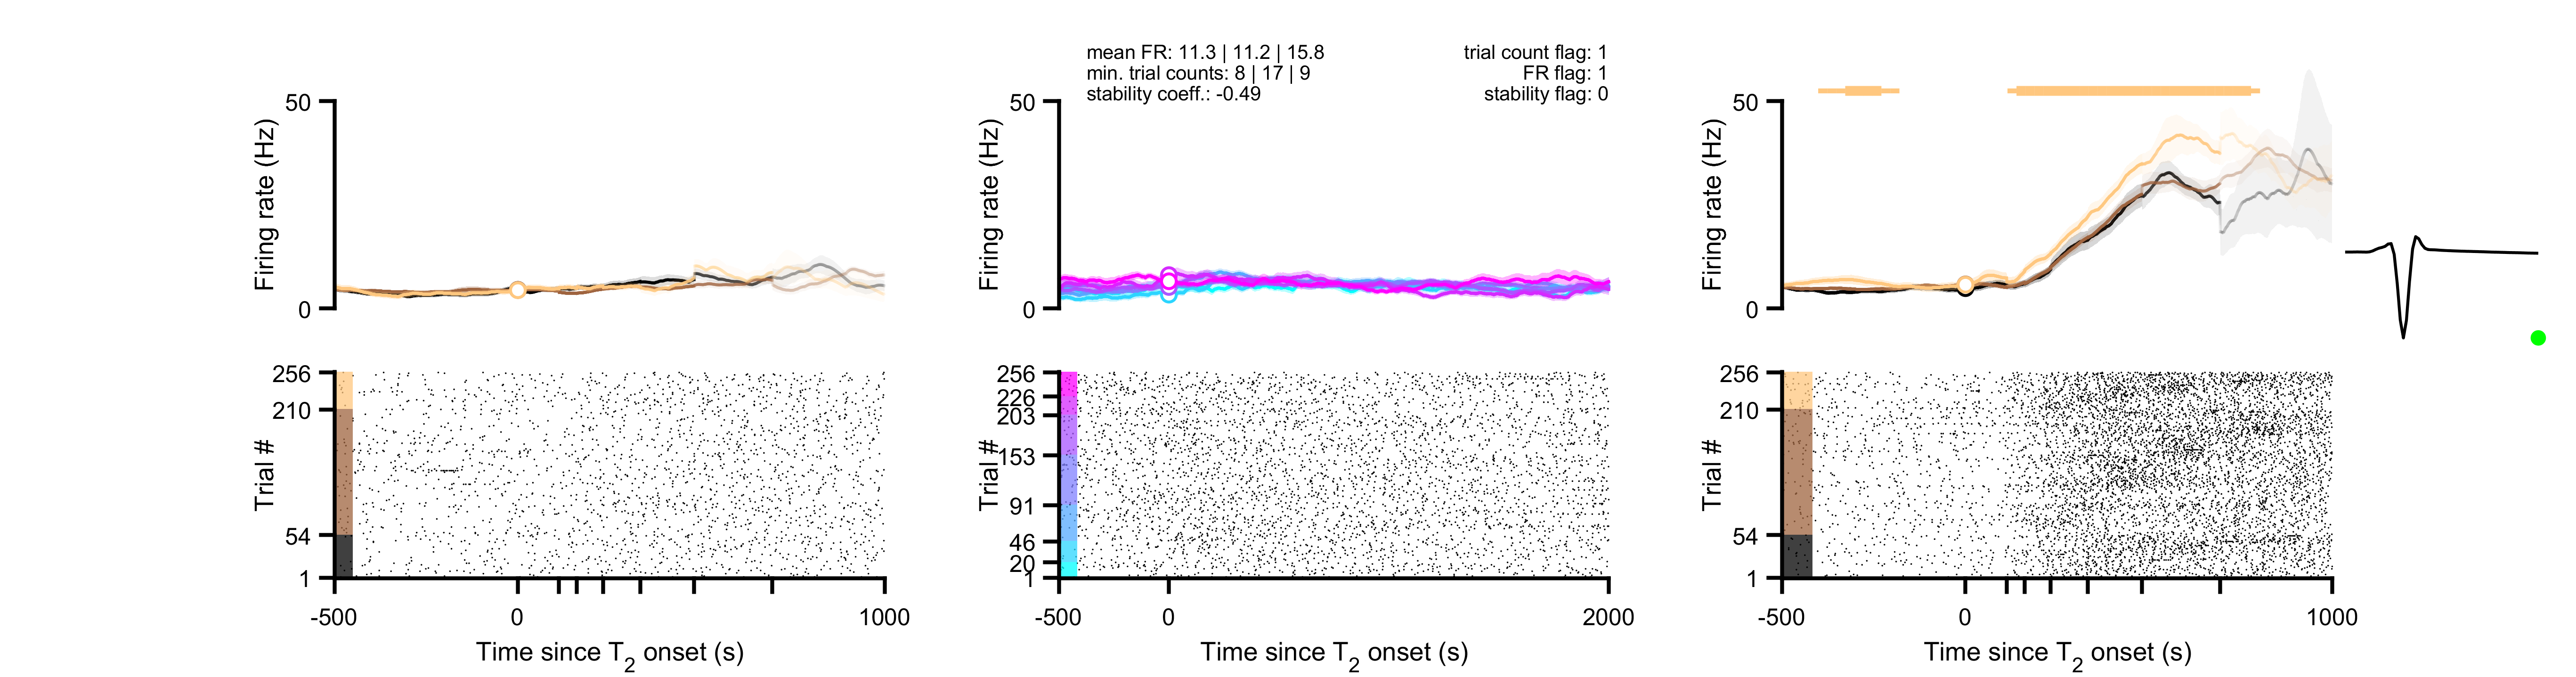 mean FR: 11.3 | 11.2 | 15.8
min. trial counts: 8 | 17 | 9
stability coeff.: -0.49
trial count flag: 1
FR flag: 1
stability flag: 0
50
Firing rate (Hz)
0
50
Firing rate (Hz)
0
50
Firing rate (Hz)
0
256
210
Trial #
54
1
-500
0
1000
Time since T2 onset (s)
256
226
203
Trial #
153
91
46
20
1
-500
0
2000
Time since T2 onset (s)
256
210
Trial #
54
1
-500
0
1000
Time since T2 onset (s)